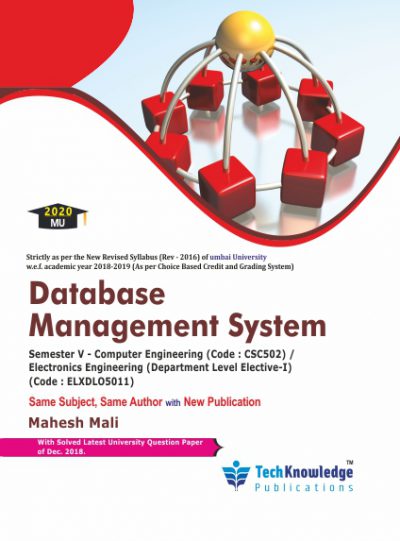 2020
MU
Strictly as per the New Revised Syllabus (Rev - 2016) of umbai University
w.e.f. academic year 2018-2019 (As per Choice Based Credit and Grading System)
Database
Management System
Semester V - Computer Engineering (Code : CSC502) /
Electronics Engineering (Department Level Elective-I)
(Code : ELXDLO5011)
Same Subject, Same Author with New Publication
Mahesh Mali
With Solved Latest University Question Paper
of Dec. 2018.
TechKnowledge™
Publications